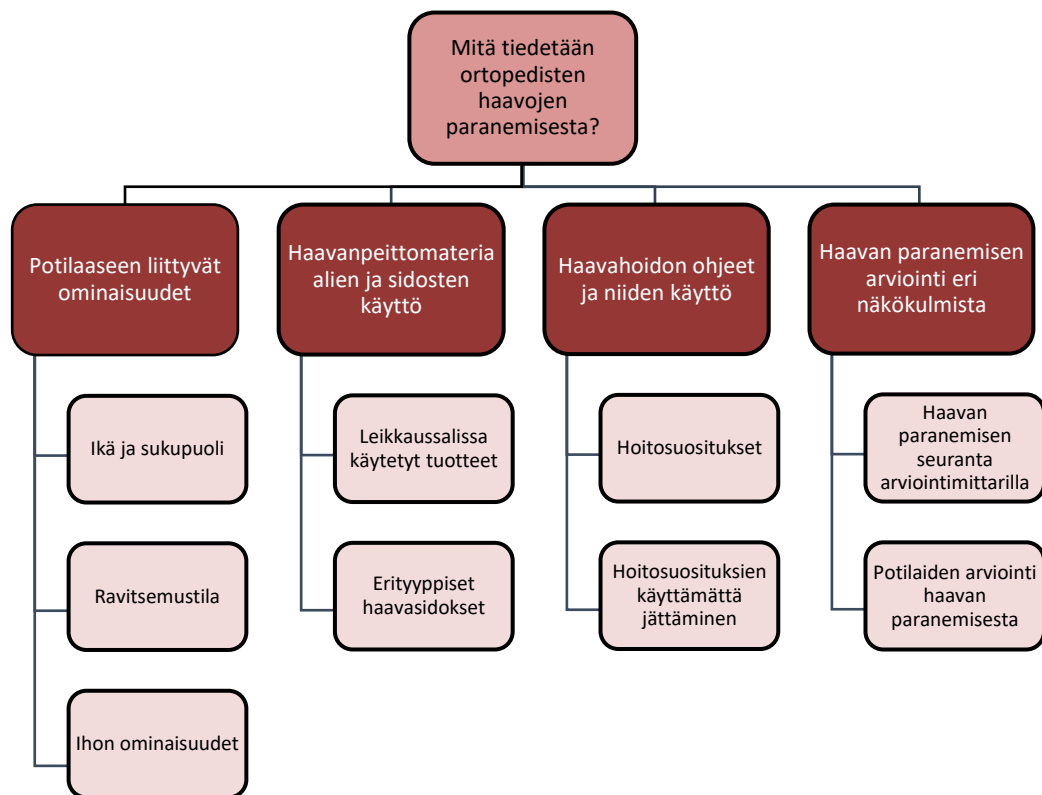 Mitä tiedetään
ortopedisten
haavojen
paranemisesta?
Potilaaseen liittyvät
ominaisuudet
Ikä ja sukupuoli
Ravitsemustila
Ihon ominaisuudet
Haavanpeittomateria
alien ja sidosten
käyttö
Leikkaussalissa
käytetyt tuotteet
Erityyppiset
haavasidokset
Haavahoidon ohjeet
ja niiden käyttö
Hoitosuositukset
Hoitosuosituksien
käyttämättä
jättäminen
Haavan paranemisen
arviointi eri
näkökulmista
Haavan
paranemisen
seuranta
arviointimittarilla
Potilaiden arviointi
haavan
paranemisesta